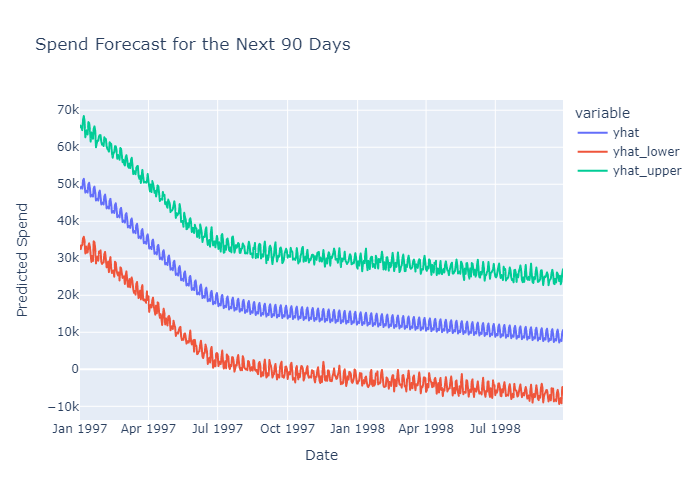 Spend Forecast for the Next 90 Days
variable
yhat
yhat_lower
yhat_upper
Predicted Spend
70k
60k
50k
40k
30k
20k
10k
0
−10k
Jan 1997 Apr 1997 Jul 1997 Oct 1997 Jan 1998 Apr 1998 Jul 1998
Date